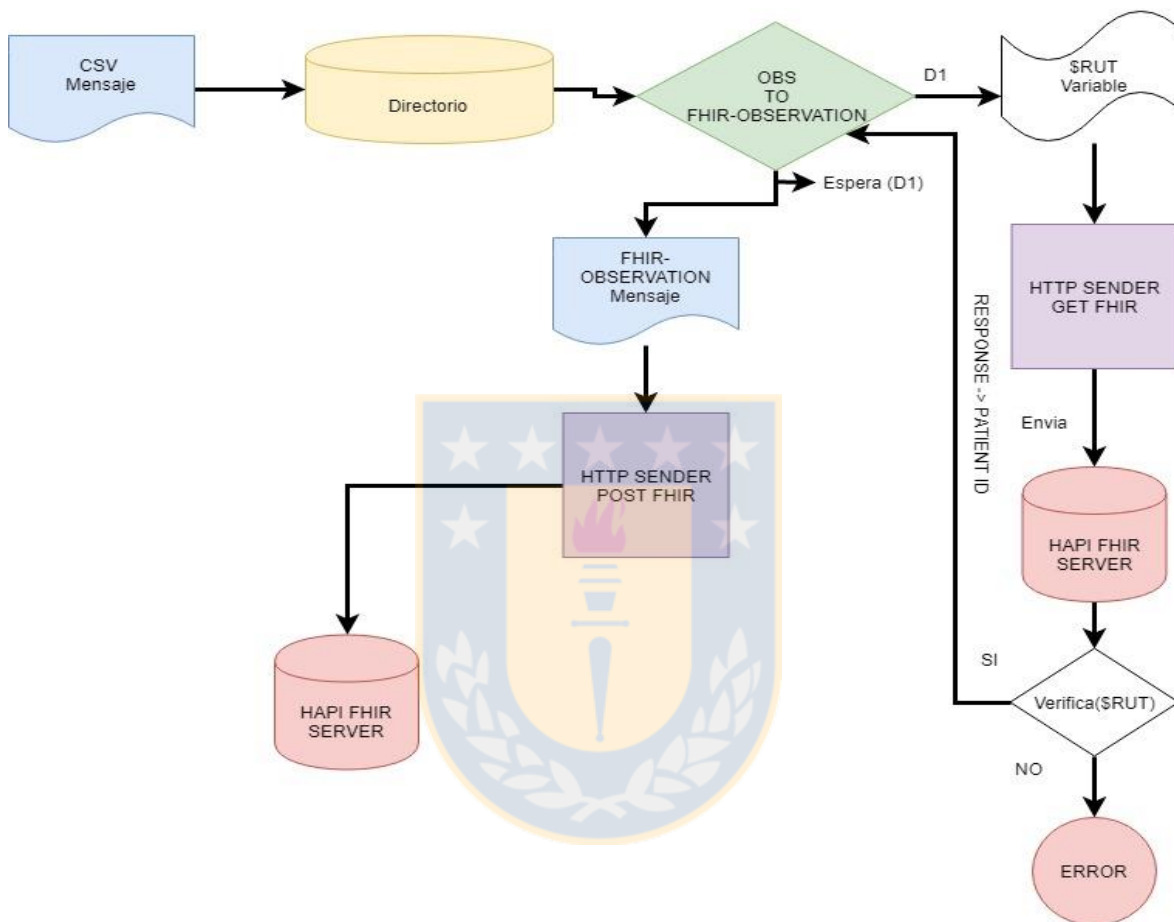 CSV
Mensaje
Directorio
OBS
TO
FHIR-OBSERVATION
D1
$RUT
Variable
Espera (D1)
FHIR-
OBSERVATION
Mensaje
HTTP SENDER
GET FHIR
RESPONSE -> PATIENT ID
Envia
HTTP SENDER
POST FHIR
HAPI FHIR
SERVER
HAPI FHIR
SERVER
SI
Verifica($RUT)
NO
ERROR